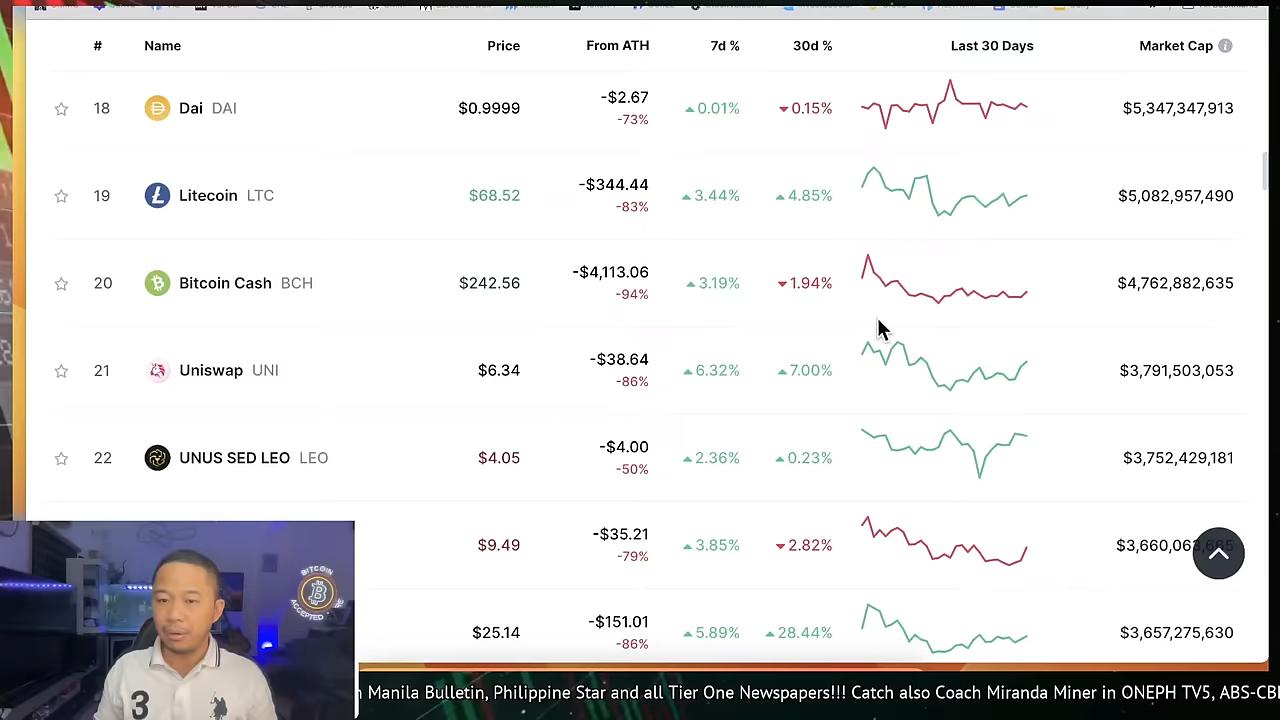 # Name Price From ATH 7d % 30d % Last 30 Days Market Cap
18 Dai DAI $0.9999 -$2.67 0.01% 0.15% $5,347,347,913
-73%
19 Litecoin LTC $68.52 -$344.44 3.44% 4.85% $5,082,957,490
-83%
20 Bitcoin Cash BCH $242.56 -$4,113.06 3.19% 1.94% $4,762,882,635
-94%
21 Uniswap UNI $6.34 -$38.64 6.32% 7.00% $3,791,503,053
-86%
22 UNUS SED LEO LEO $4.05 -$4.00 2.36% 0.23% $3,752,429,181
-50%
$9.49 -$35.21 3.85% 2.82% $3,660,063,665
-79%
$25.14 -$151.01 5.89% 28.44% $3,657,275,630
-86%
BITCOIN
ACCEPTED
3
Manila Bulletin, Philippine Star and all Tier One Newspapers!!! Catch also Coach Miranda Miner in ONEPH TV5,